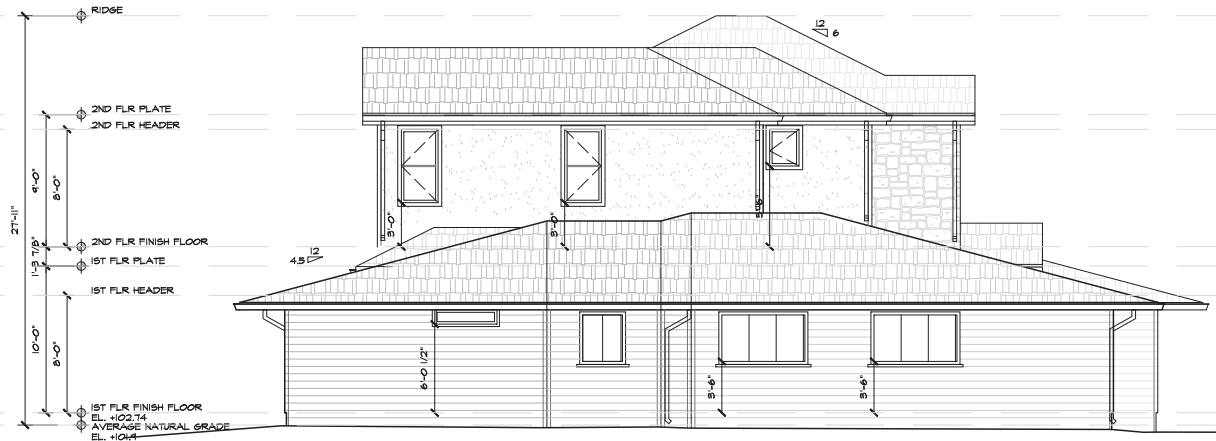 RIDGE
12
6
2ND FLR PLATE
2ND FLR HEADER
9'-0"
8'-0"
27'-11"
3'-0"
3'-0"
5'-6"
2ND FLR FINISH FLOOR
1'-3 7/8"
12
4.5
1ST FLR PLATE
1ST FLR HEADER
10'-0"
8'-0"
6'-0 1/2"
3'-6"
3'-6"
1ST FLR FINISH FLOOR
EL. +102.74
AVERAGE NATURAL GRADE
EL. +101.4